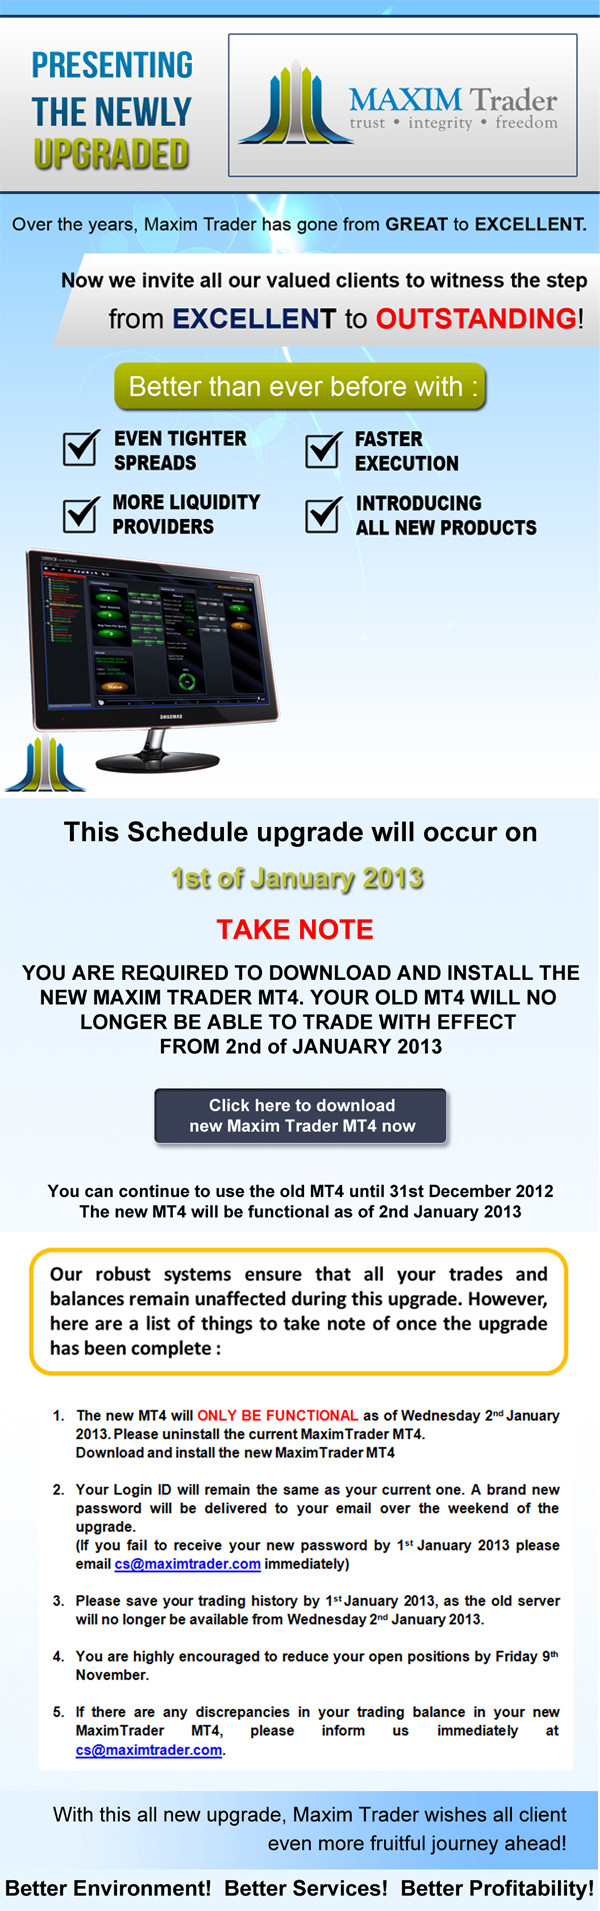 PRESENTING
THE NEWLY
UPGRADED
MAXIM Trader
trust • integrity • freedom
Over the years, Maxim Trader has gone from GREAT to EXCELLENT.
Now we invite all our valued clients to witness the step
from EXCELLENT to OUTSTANDING!
Better than ever before with :
EVEN TIGHTER
SPREADS
FASTER
EXECUTION
MORE LIQUIDITY
PROVIDERS
INTRODUCING
ALL NEW PRODUCTS
This Schedule upgrade will occur on
1st of January 2013
TAKE NOTE
YOU ARE REQUIRED TO DOWNLOAD AND INSTALL THE
NEW MAXIM TRADER MT4. YOUR OLD MT4 WILL NO
LONGER BE ABLE TO TRADE WITH EFFECT
FROM 2nd of JANUARY 2013
Click here to download
new Maxim Trader MT4 now
You can continue to use the old MT4 until 31st December 2012
The new MT4 will be functional as of 2nd January 2013
Our robust systems ensure that all your trades and
balances remain unaffected during this upgrade. However,
here are a list of things to take note of once the upgrade
has been complete :
1. The new MT4 will ONLY BE FUNCTIONAL as of Wednesday 2nd January
2013. Please uninstall the current MaximTrader MT4.
Download and install the new MaximTrader MT4
2. Your Login ID will remain the same as your current one. A brand new
password will be delivered to your email over the weekend of the
upgrade.
(If you fail to receive your new password by 1st January 2013 please
email cs@maximtrader.com immediately)
3. Please save your trading history by 1st January 2013, as the old server
will no longer be available from Wednesday 2nd January 2013.
4. You are highly encouraged to reduce your open positions by Friday 9th
November.
5. If there are any discrepancies in your trading balance in your new
MaximTrader MT4, please inform us immediately at
cs@maximtrader.com.
With this all new upgrade, Maxim Trader wishes all client
even more fruitful journey ahead!
Better Environment! Better Services! Better Profitability!